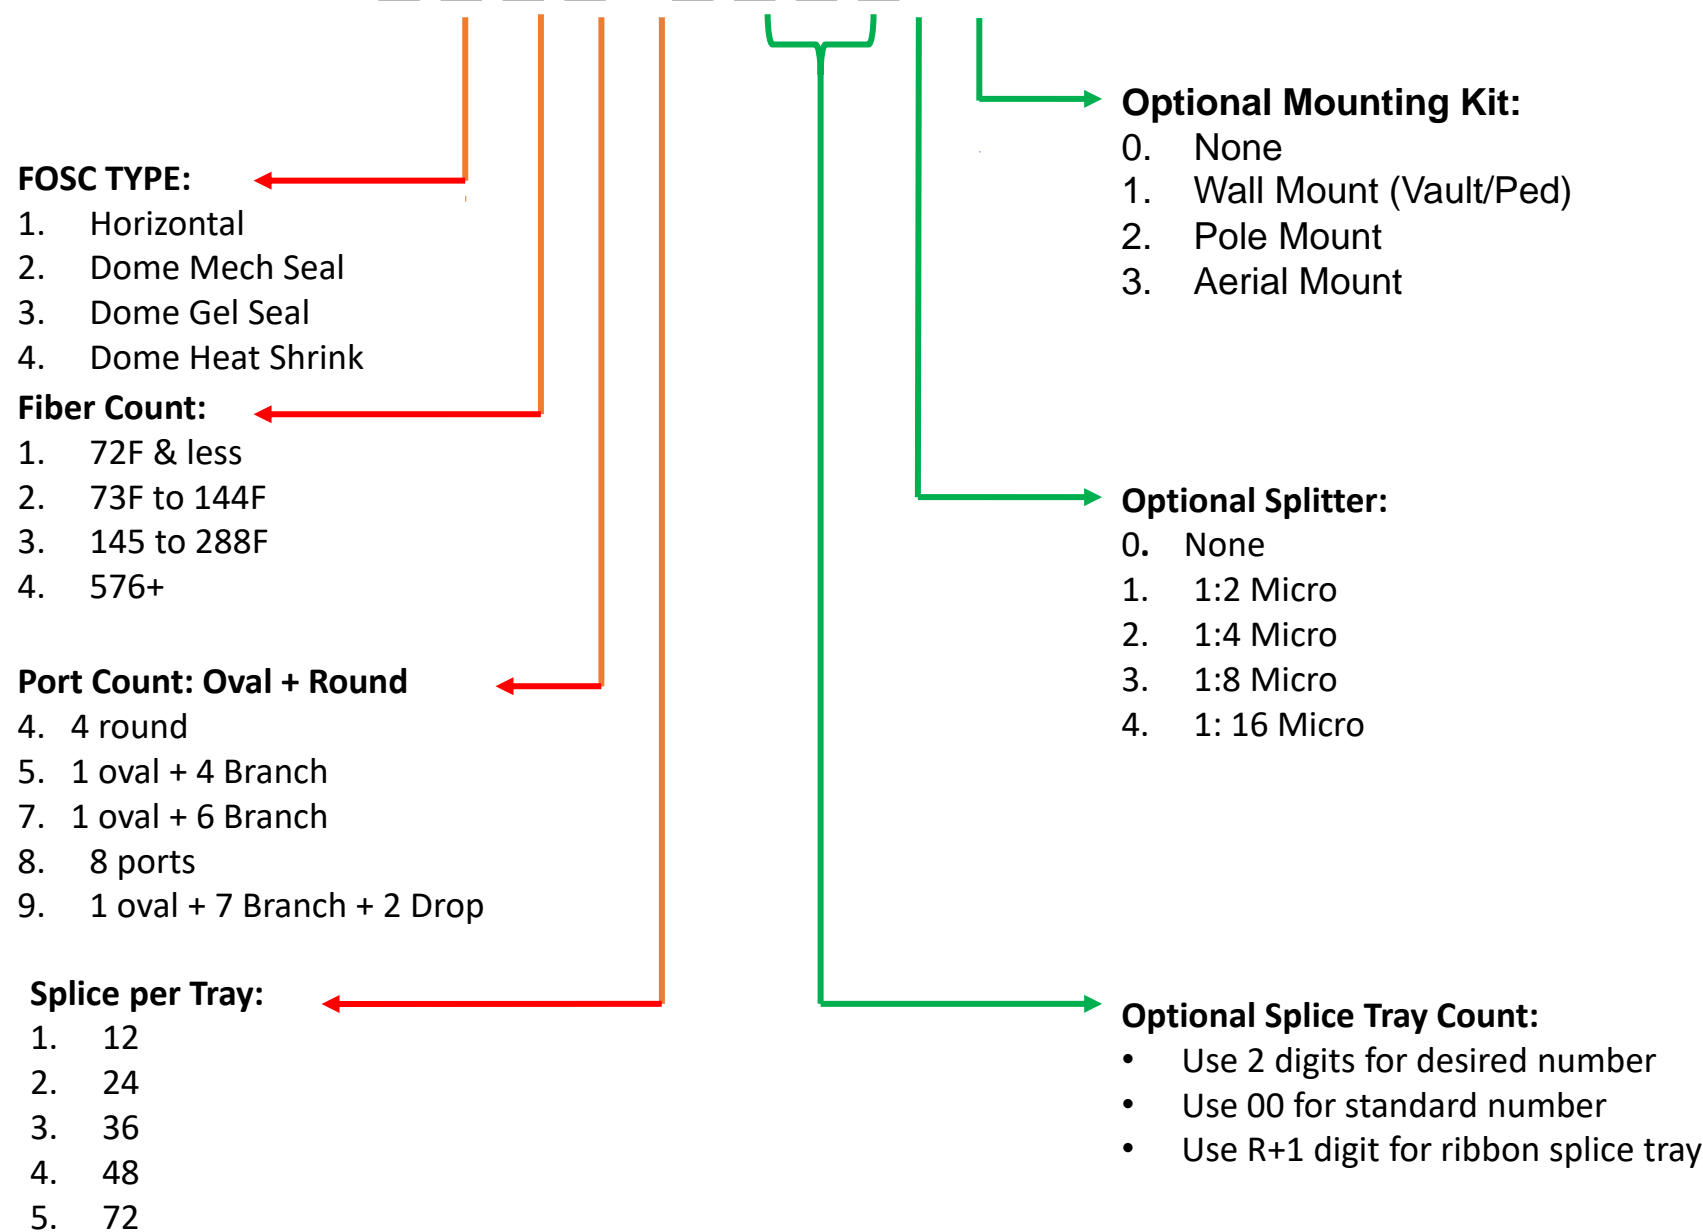 FOSC TYPE:
1. Horizontal
2. Dome Mech Seal
3. Dome Gel Seal
4. Dome Heat Shrink
Fiber Count:
1. 72F & less
2. 73F to 144F
3. 145 to 288F
4. 576+
Port Count: Oval + Round
4. 4 round
5. 1 oval + 4 Branch
7. 1 oval + 6 Branch
8. 8 ports
9. 1 oval + 7 Branch + 2 Drop
Splice per Tray:
1. 12
2. 24
3. 36
4. 48
5. 72
Optional Mounting Kit:
0. None
1. Wall Mount (Vault/Ped)
2. Pole Mount
3. Aerial Mount
Optional Splitter:
0. None
1. 1:2 Micro
2. 1:4 Micro
3. 1:8 Micro
4. 1: 16 Micro
Optional Splice Tray Count:
• Use 2 digits for desired number
• Use 00 for standard number
• Use R+1 digit for ribbon splice tray